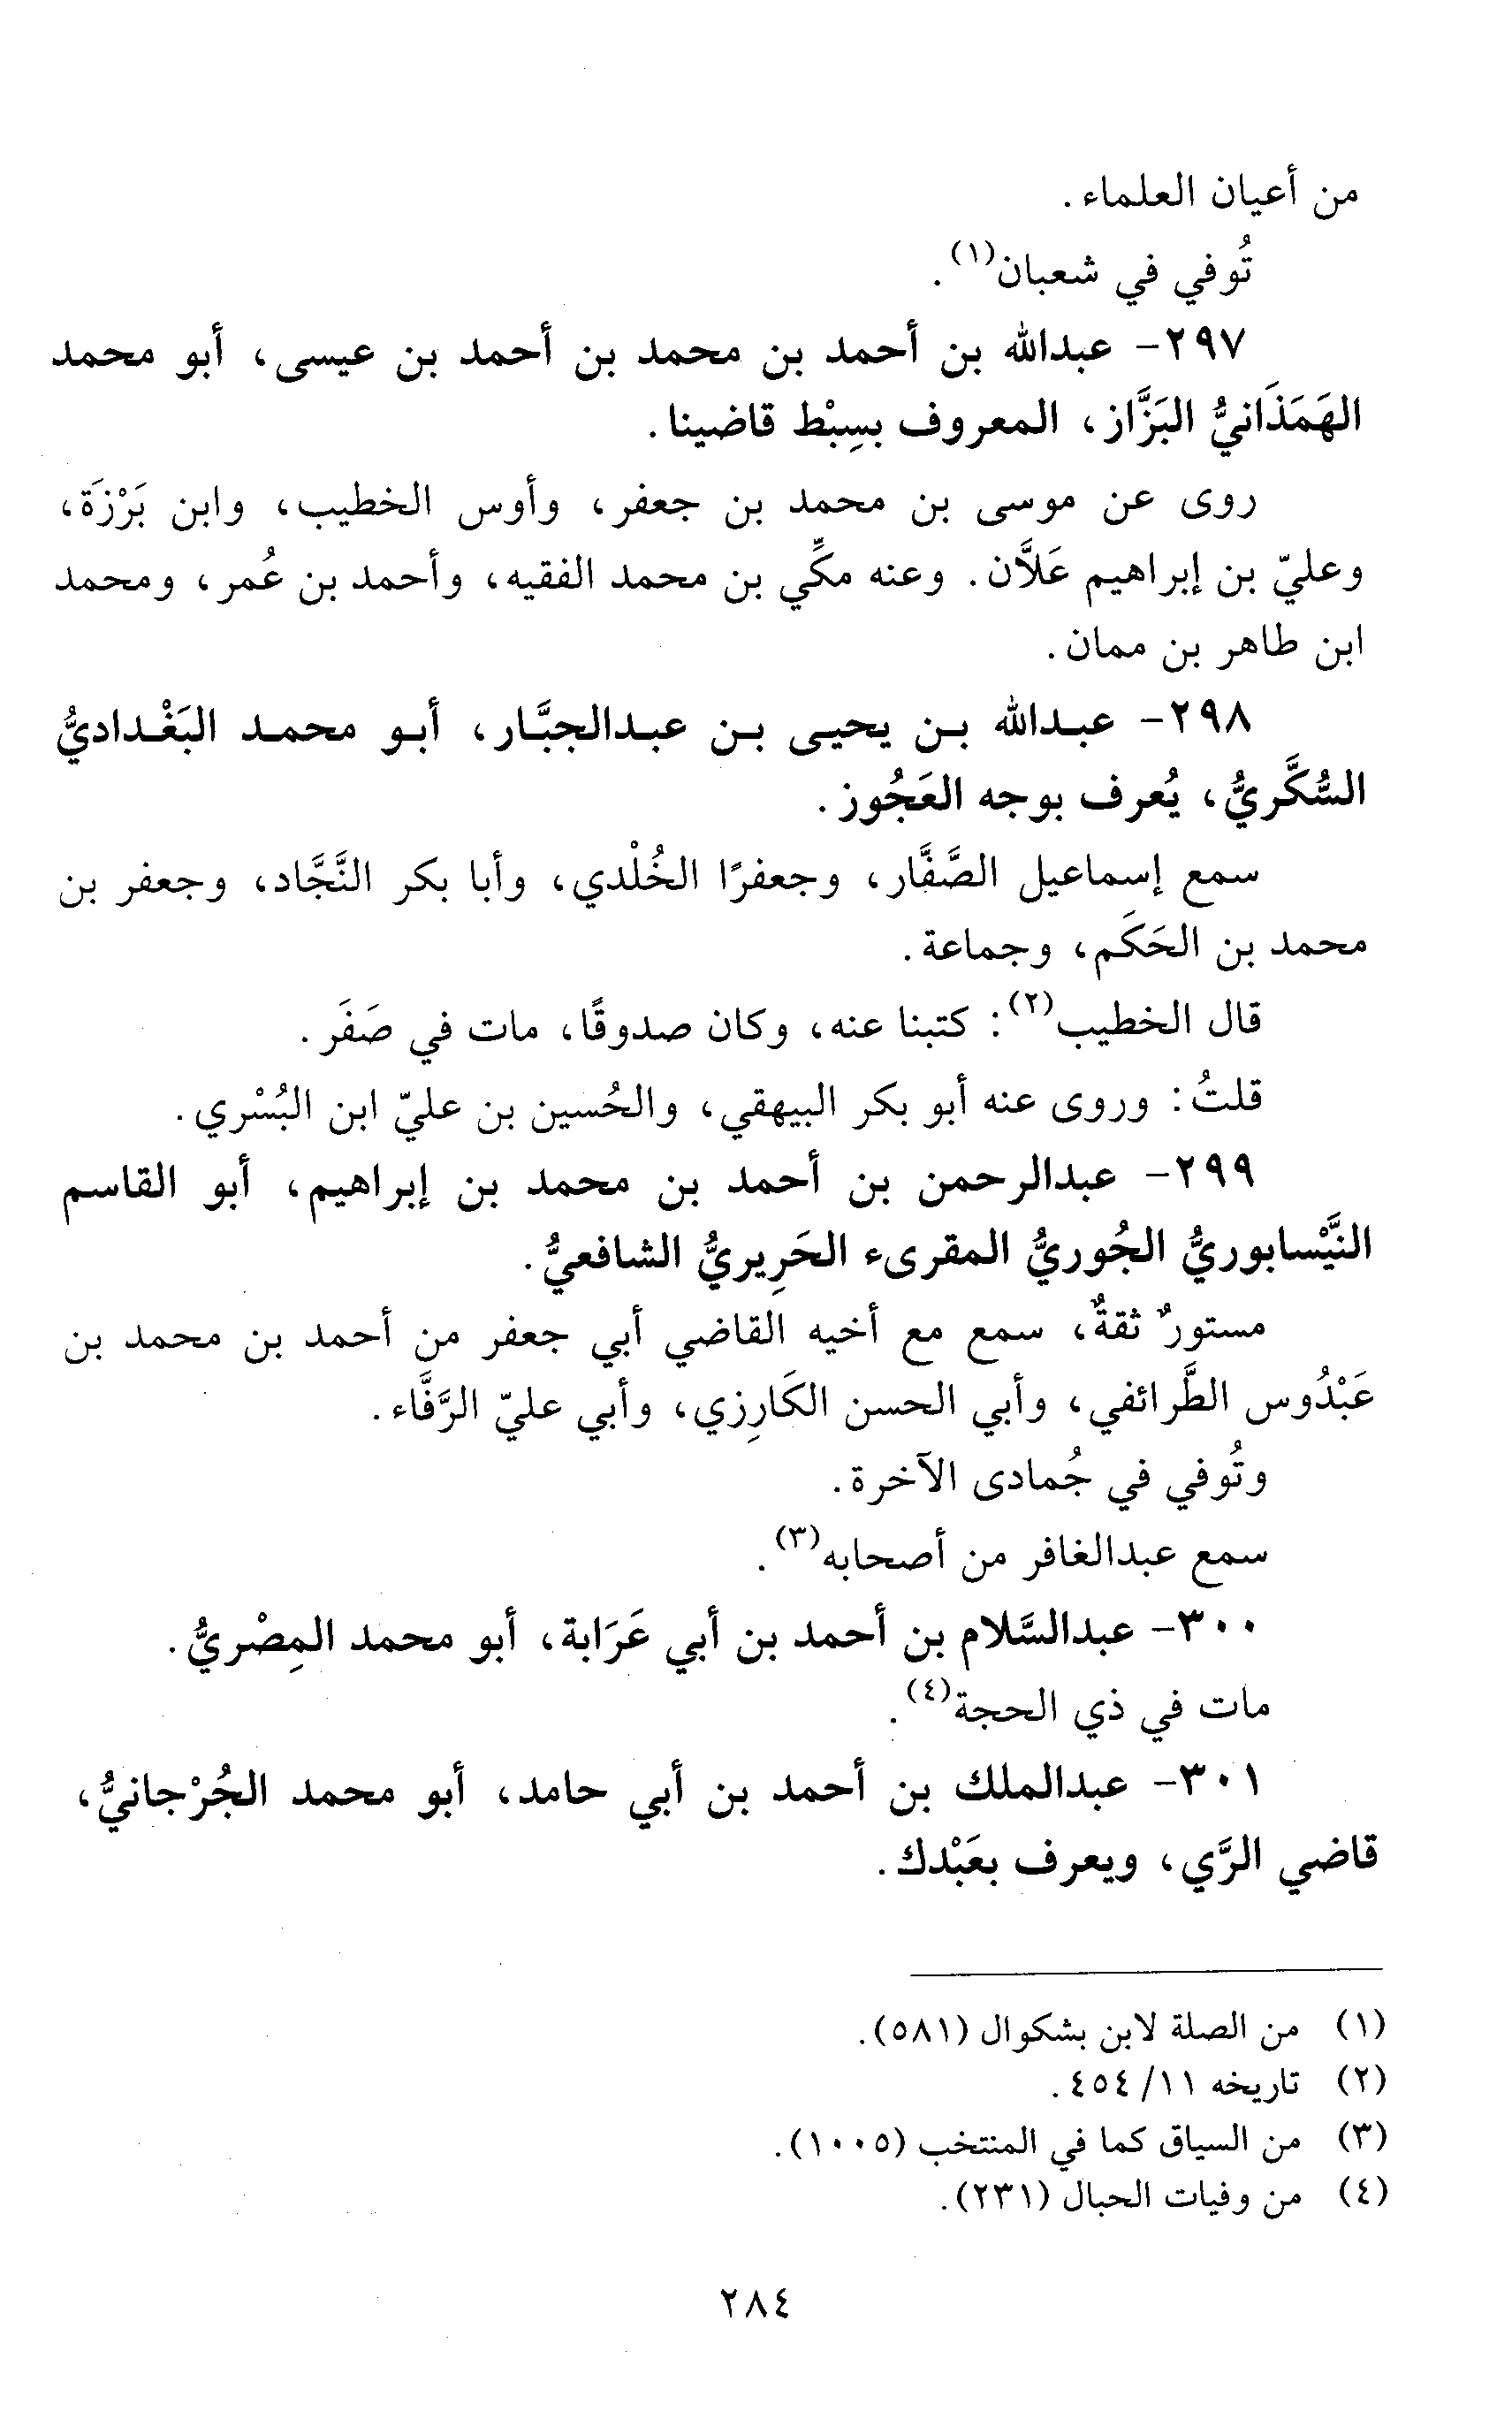 من أعيان العلماء.
تُوفي في شعبان(١).
٢٩٧- عبدالله بن أحمد بن محمد بن أحمد بن عيسى، أبو محمد
الهَمَذَانيُّ البَزَّاز، المعروف بسِبْط قاضينا.
روى عن موسى بن محمد بن جعفر، وأوس الخطيب، وابن بَرْزَة،
وعليّ بن إبراهيم عَلاَّن. وعنه مكِّي بن محمد الفقيه، وأحمد بن عُمر، ومحمد
ابن طاهر بن ممان.
٢٩٨- عبدالله بن يحيى بن عبدالجبَّار، أبو محمد البَغْداديُّ
السُّكَّريُّ، يُعرف بوجه العَجُوز.
سمع إسماعيل الصَّفَّار، وجعفرًا الخُلْدي، وأبا بكر النَّجَّاد، وجعفر بن
محمد بن الحَكَم، وجماعة.
قال الخطيب(٢): كتبنا عنه، وكان صدوقًا، مات في صَفَر.
قلتُ: وروى عنه أبو بكر البيهقي، والحُسين بن عليّ ابن البُسْري.
٢٩٩- عبدالرحمن بن أحمد بن محمد بن إبراهيم، أبو القاسم
النَّيْسابوريُّ الجُوريُّ المقرىء الحَرِيريُّ الشافعيُّ.
مستورٌ ثقةٌ، سمع مع أخيه القاضي أبي جعفر من أحمد بن محمد بن
عَبْدُوس الطَّرائفي، وأبي الحسن الكَارِزي، وأبي عليّ الرَّفَّاء.
وتُوفي في جُمادى الآخرة.
سمع عبدالغافر من أصحابه(٣).
٣٠٠- عبدالسَّلام بن أحمد بن أبي عَرَابة، أبو محمد المِصْريُّ.
مات في ذي الحجة(٤).
٣٠١- عبدالملك بن أحمد بن أبي حامد، أبو محمد الجُرْجانيُّ،
قاضي الرَّي، ويعرف بعَبْدك.
(١) من الصلة لابن بشكوال (٥٨١).
(٢) تاريخه ١١/ ٤٥٤.
(٣) من السياق كما في المنتخب (١٠٠٥).
(٤) من وفيات الحبال (٢٣١).
٢٨٤